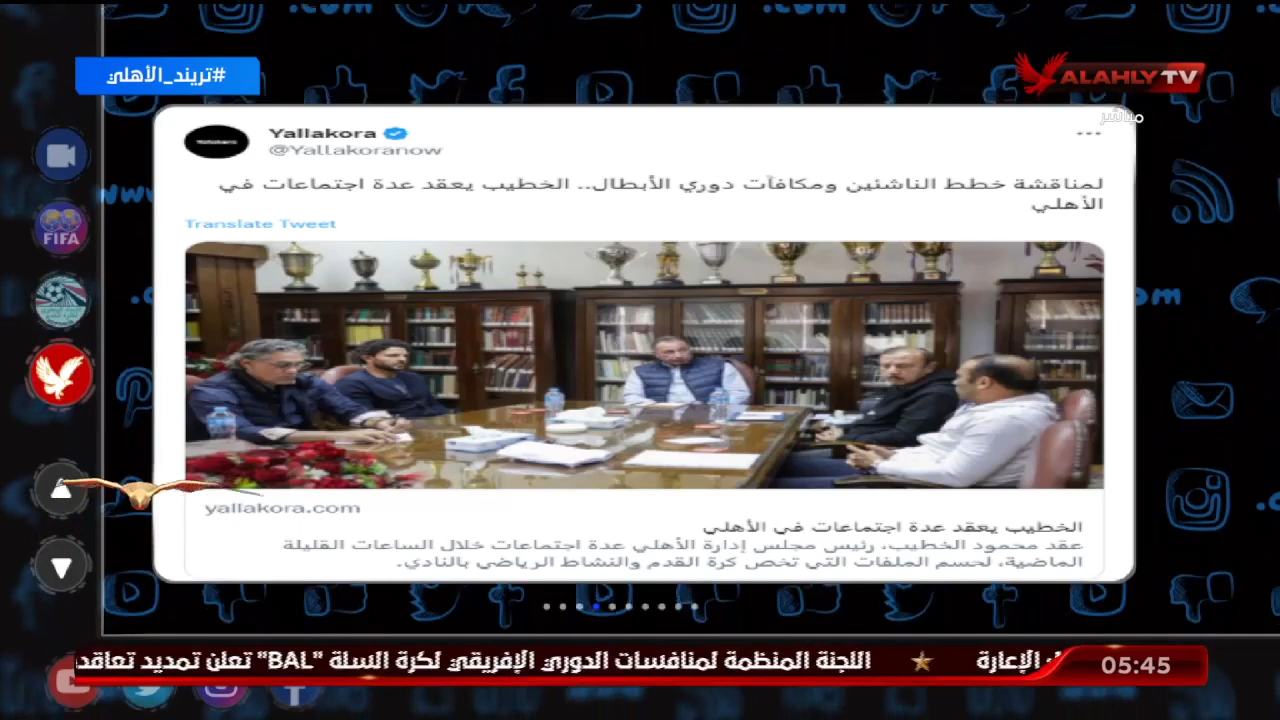 #تريند_الأهلي
ALAHLY TV
مباشر
Yallakora
@Yallakoranow
لمناقشة خطط الناشئين ومكافآت دوري الأبطال.. الخطيب يعقد عدة اجتماعات في
الأهلي
Translate Tweet
FIFA
yallakora.com
الخطيب يعقد عدة اجتماعات في الأهلي
عقد محمود الخطيب، رئيس مجلس إدارة الأهلي عدة اجتماعات خلال الساعات القليلة
الماضية، لحسم الملفات التي تخص كرة القدم والنشاط الرياضي بالنادي.
الإعارة ★ اللجنة المنظمة لمنافسات الدوري الإفريقي لكرة السلة "BAL" تعلن تمديد تعاقد
05:45